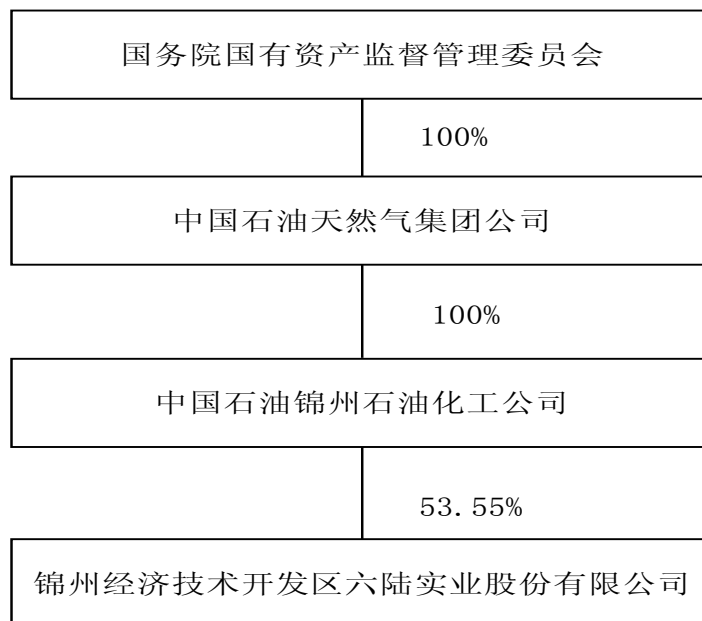 国务院国有资产监督管理委员会
100%
中国石油天然气集团公司
100%
中国石油锦州石油化工公司
53.55%
锦州经济技术开发区六陆实业股份有限公司